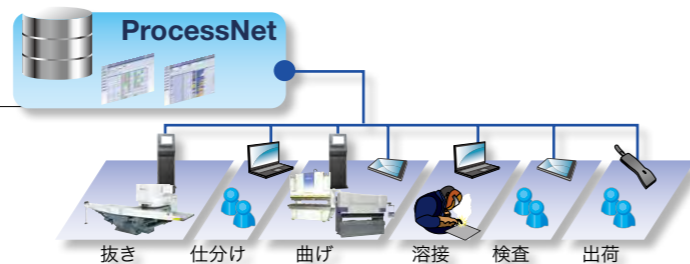 ProcessNet
抜き 仕分け 曲げ 溶接 検査 出荷